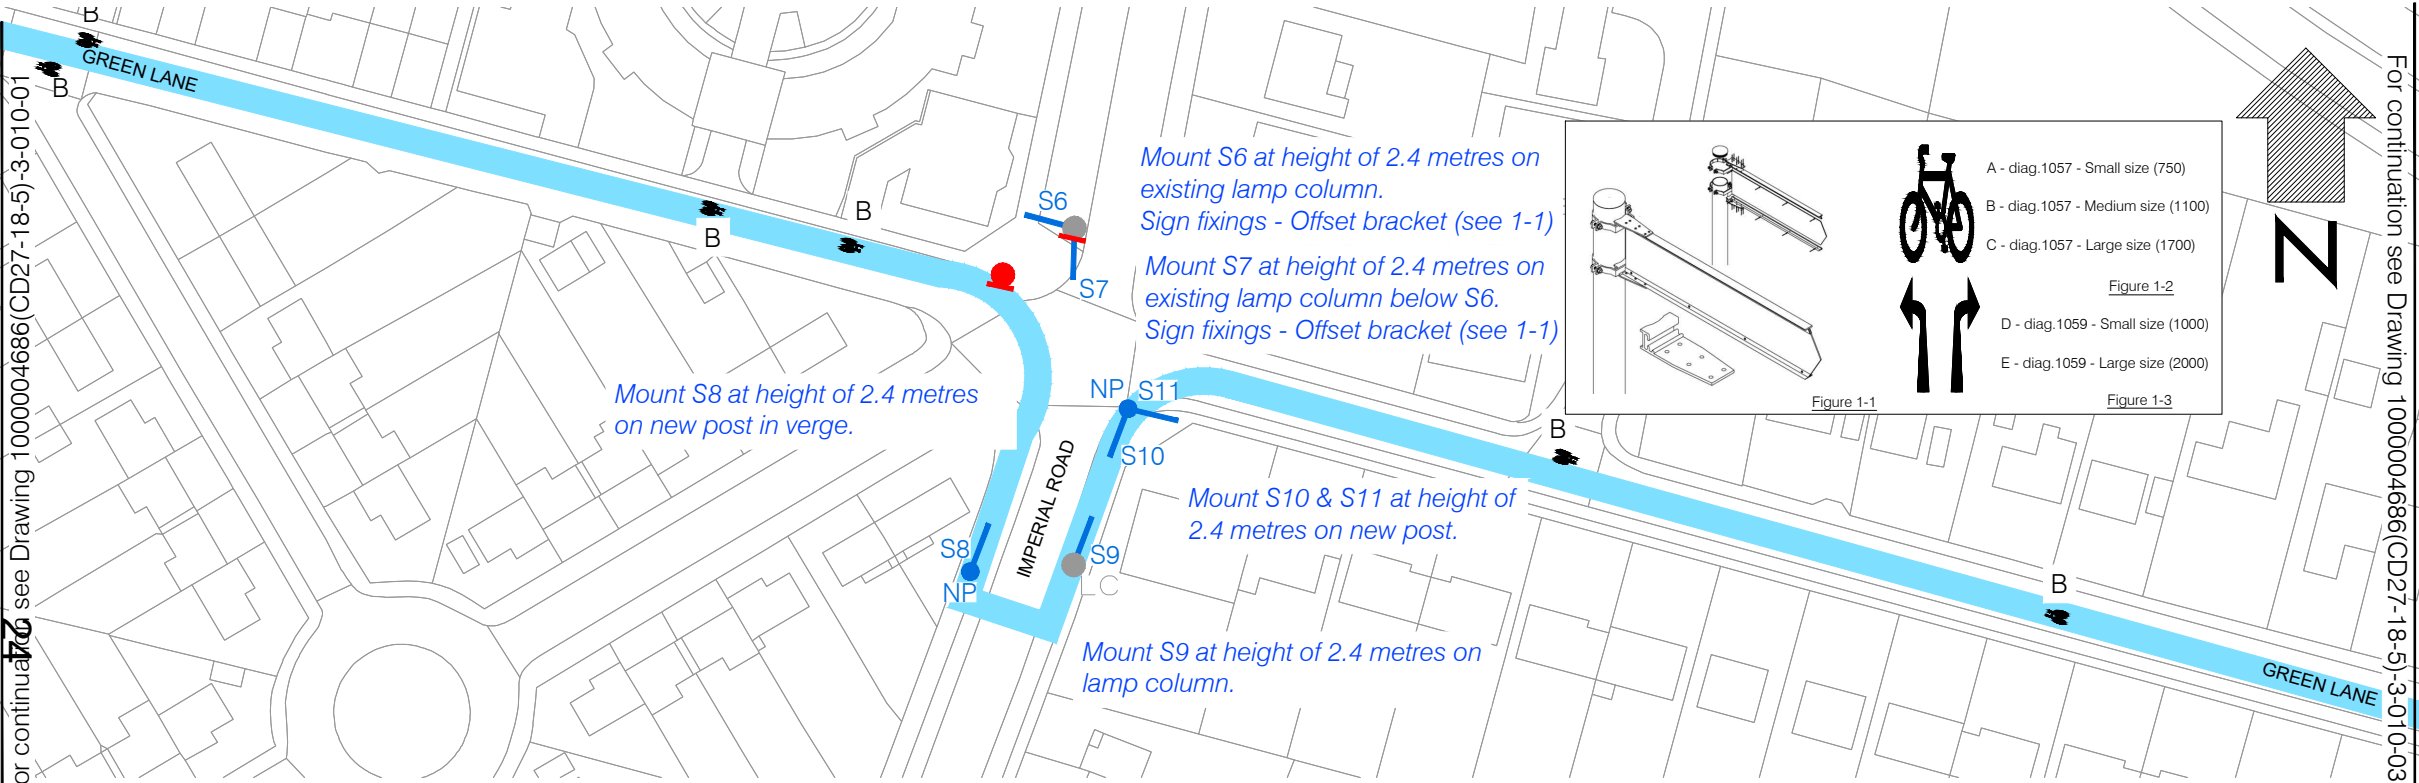 B
GREEN LANE
B
For continuation see Drawing 1000004686(CD27-18-5)-3-010-01
24
B
B
S6
S7
Mount S6 at height of 2.4 metres on
existing lamp column.
Sign fixings - Offset bracket (see 1-1)
Mount S7 at height of 2.4 metres on
existing lamp column below S6.
Sign fixings - Offset bracket (see 1-1)
A - diag.1057 - Small size (750)
B - diag.1057 - Medium size (1100)
C - diag.1057 - Large size (1700)
Figure 1-2
D - diag.1059 - Small size (1000)
E - diag.1059 - Large size (2000)
Figure 1-1
Figure 1-3
N
For continuation see Drawing 1000004686(CD27-18-5)-3-010-03
Mount S8 at height of 2.4 metres
on new post in verge.
NP
S11
S10
IMPERIAL ROAD
B
Mount S10 & S11 at height of
2.4 metres on new post.
S8
NP
S9
LC
B
Mount S9 at height of 2.4 metres on
lamp column.
GREEN LANE